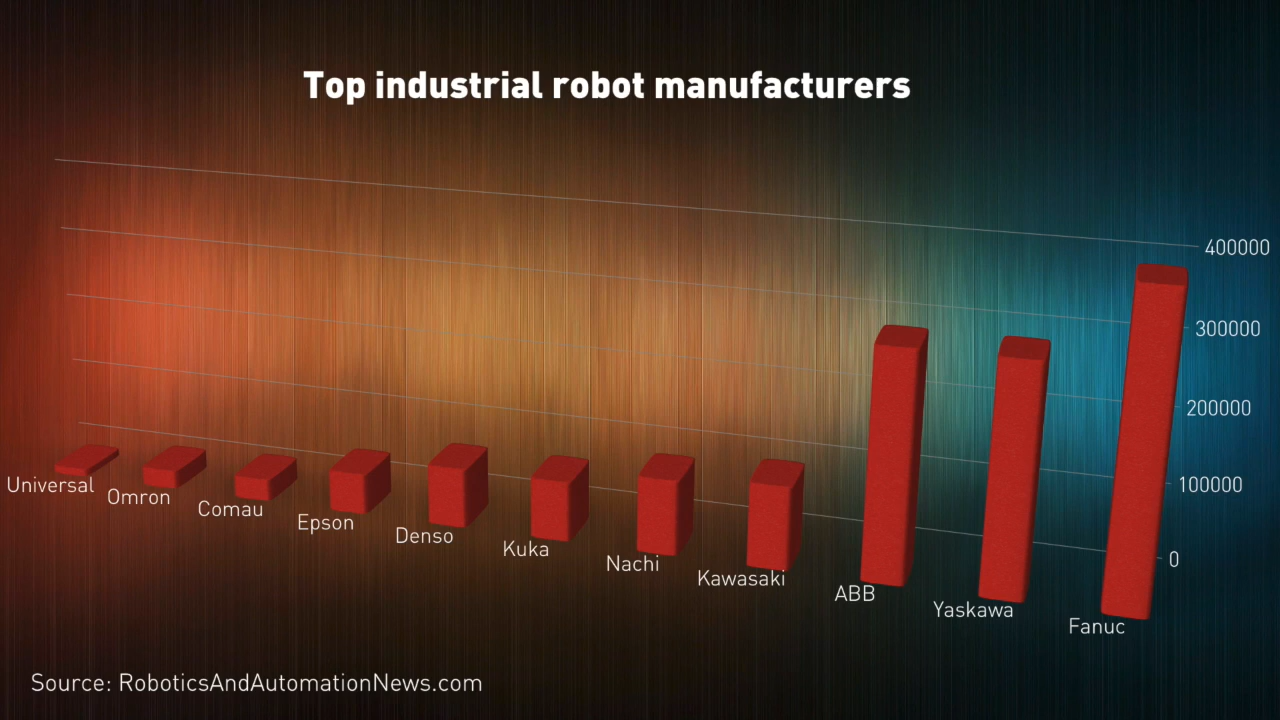 Top industrial robot manufacturers
400000
300000
200000
100000
0
Universal
Omron
Comau
Epson
Denso
Kuka
Nachi
Kawasaki
ABB
Yaskawa
Fanuc
Source: RoboticsAndAutomationNews.com